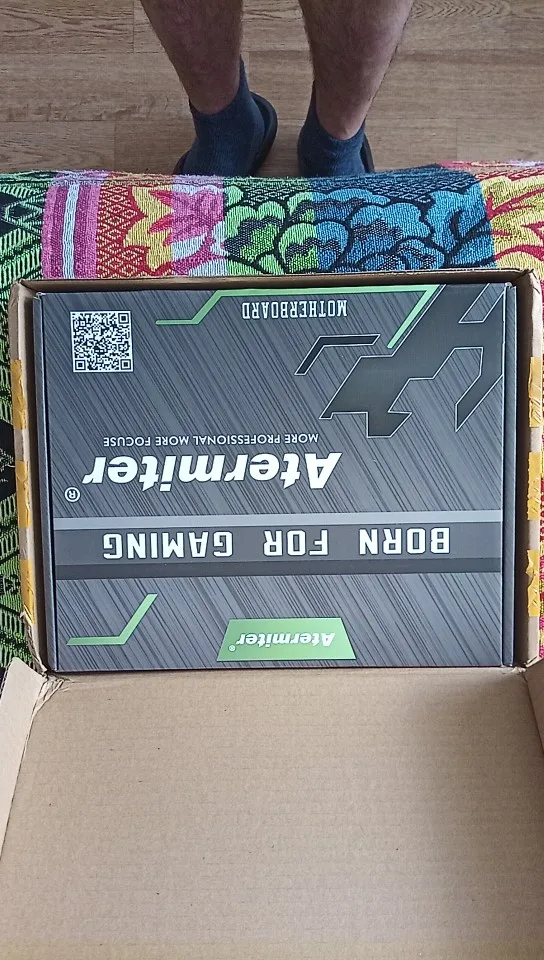 Atermiter®
BORN FOR GAMING
Atermiter®
MORE PROFESSIONAL MORE FOCUSE
MOTHERBOARD